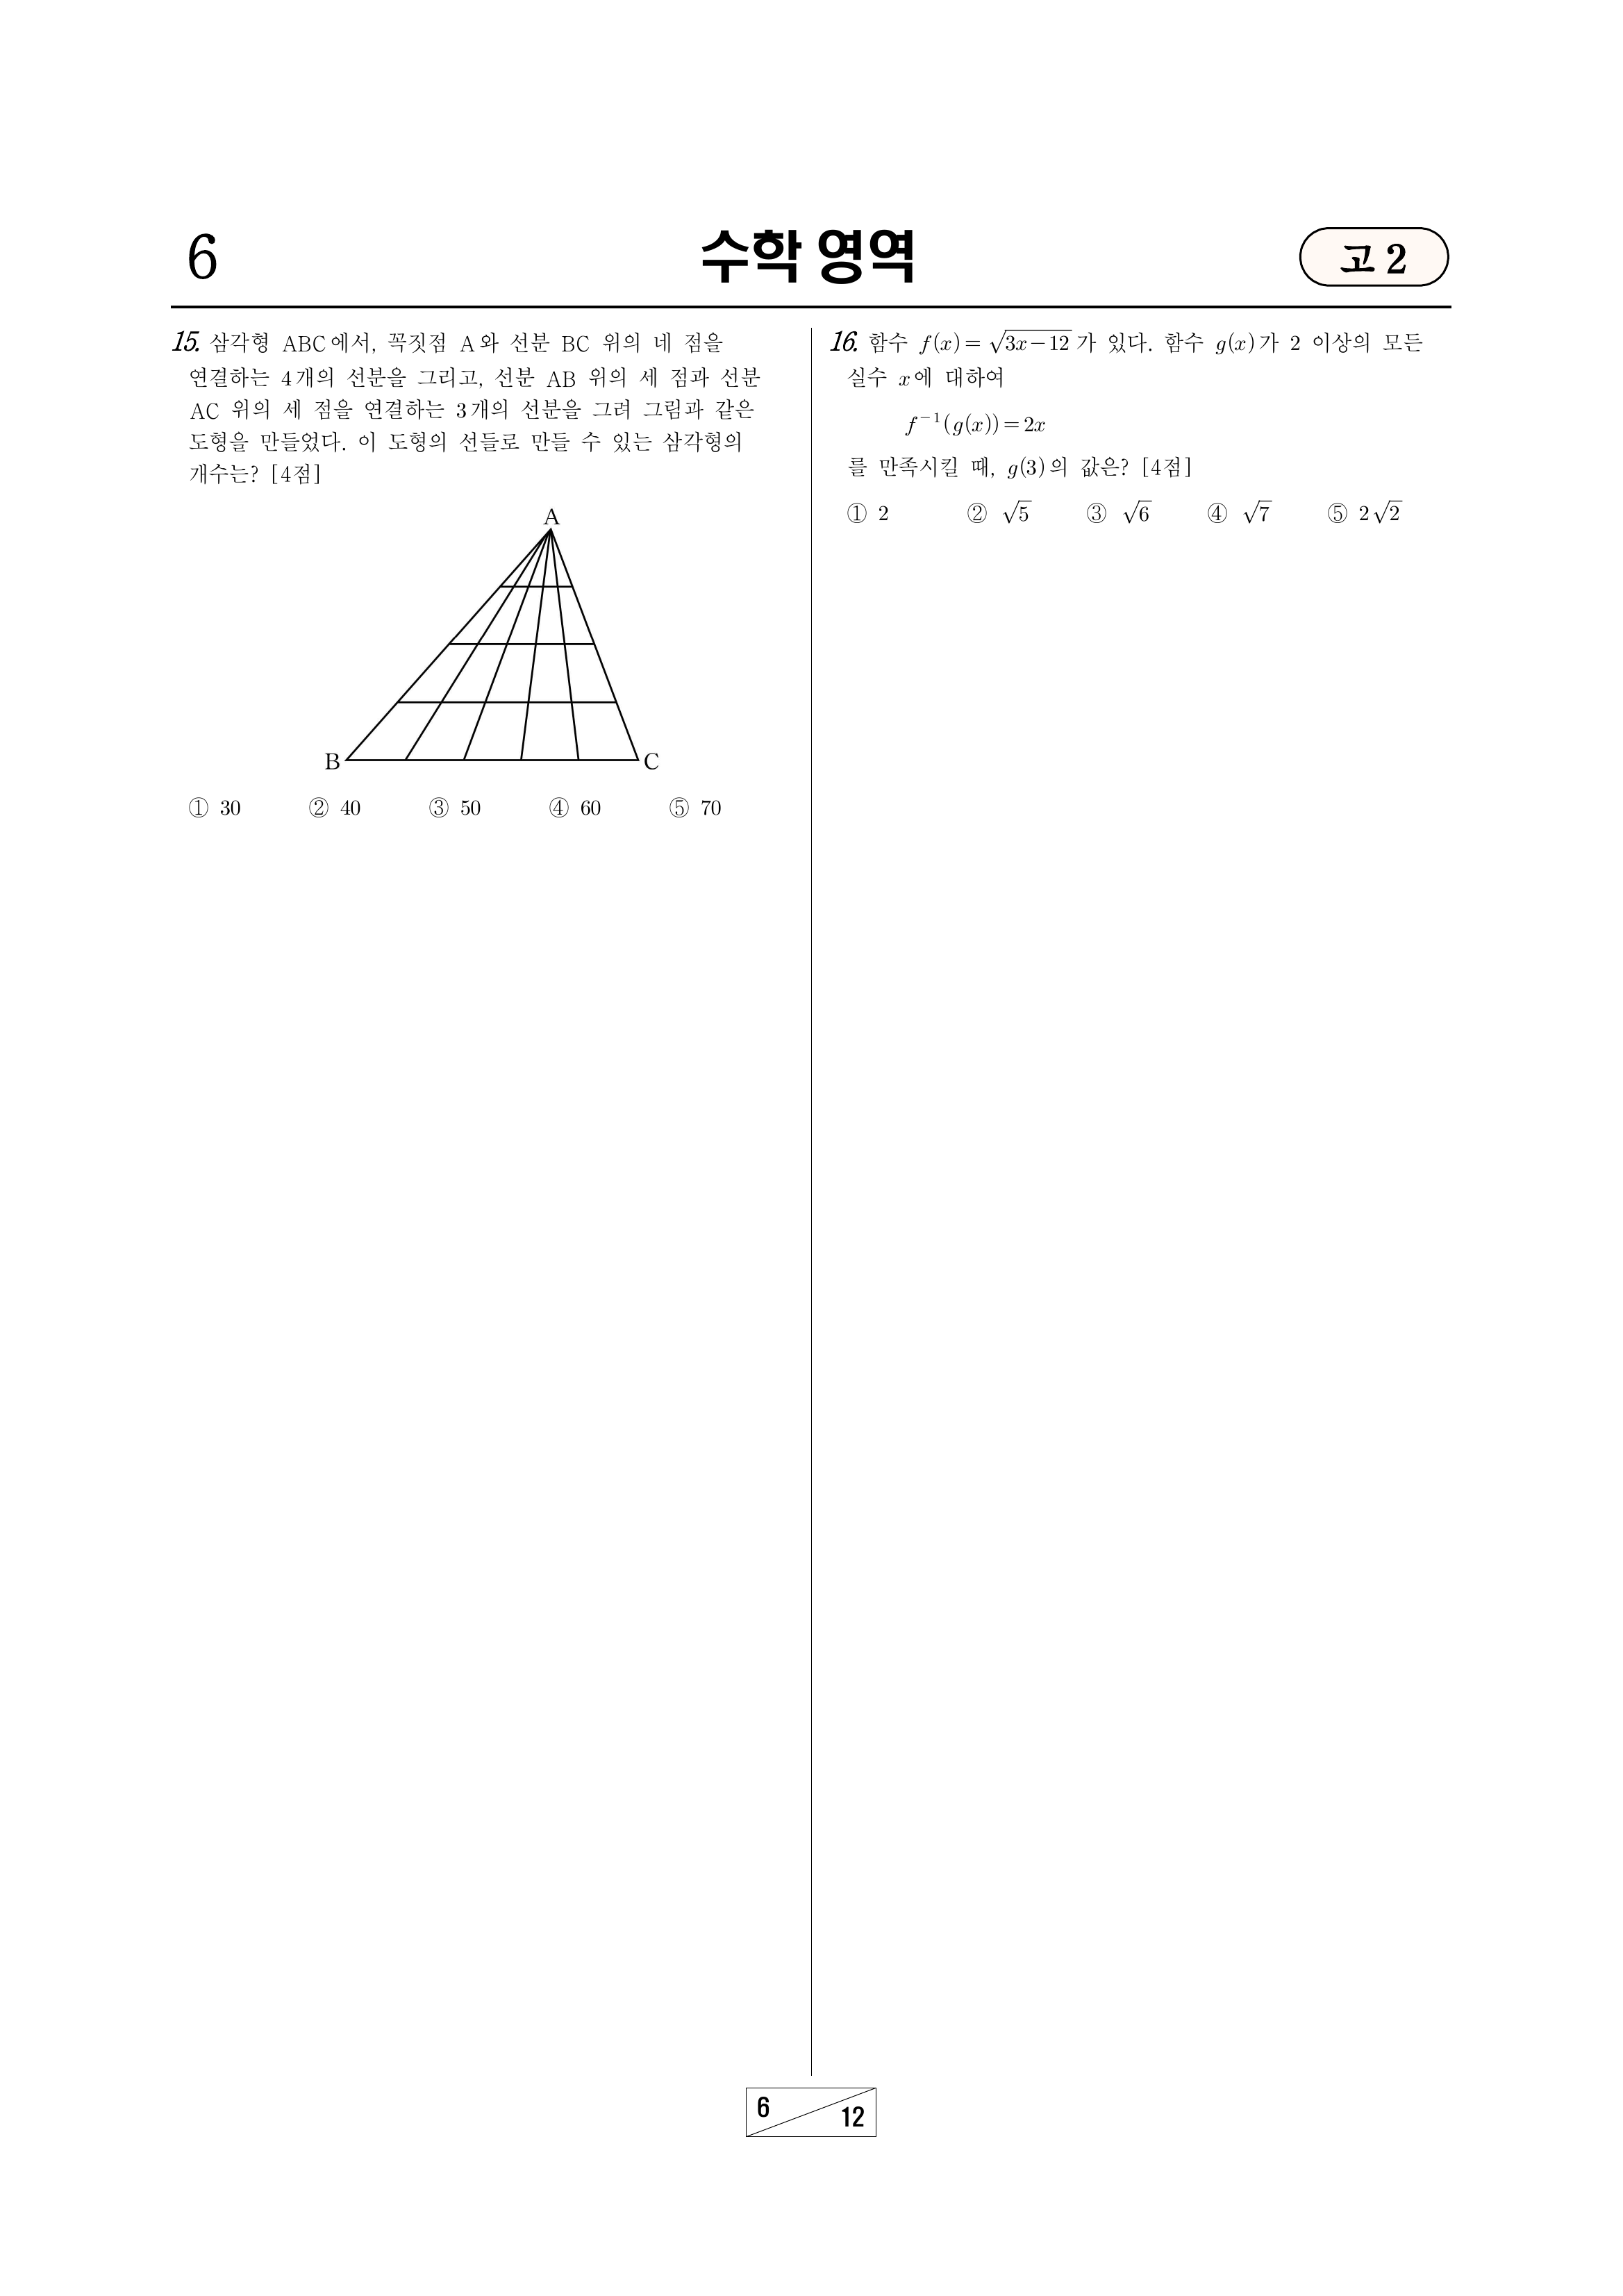 6
수학 영역
고 2
15. 삼각형 ABC에서, 꼭짓점 A와 선분 BC 위의 네 점을
연결하는 4개의 선분을 그리고, 선분 AB 위의 세 점과 선분
AC 위의 세 점을 연결하는 3개의 선분을 그려 그림과 같은
도형을 만들었다. 이 도형의 선들로 만들 수 있는 삼각형의
개수는? [4점]
A
B
C
① 30 ② 40 ③ 50 ④ 60 ⑤ 70
16. 함수 f(x)=√(3x−12) 가 있다. 함수 g(x)가 2 이상의 모든
실수 x에 대하여
f⁻¹(g(x))=2x
를 만족시킬 때, g(3)의 값은? [4점]
① 2 ② √5 ③ √6 ④ √7 ⑤ 2√2
6
12